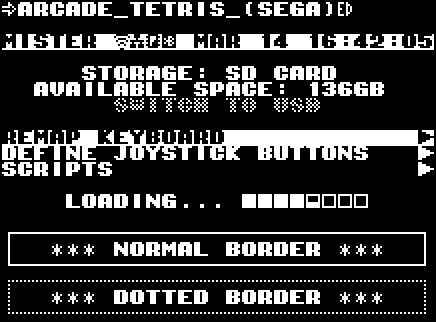 ARCADE_TETRIS_(SEGA)
MISTER MAR 14 16:42:05
STORAGE: SD CARD
AVAILABLE SPACE: 136GB
SWITCH TO USB
REMAP KEYBOARD
DEFINE JOYSTICK BUTTONS
SCRIPTS
LOADING...
*** NORMAL BORDER ***
*** DOTTED BORDER ***